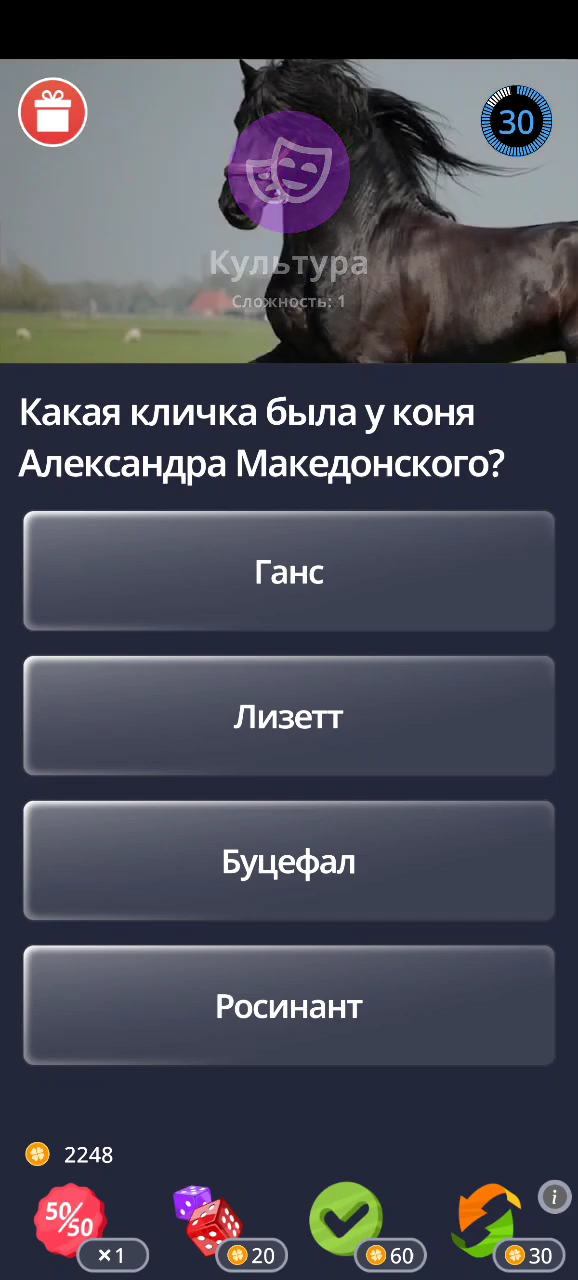 30
Культура
Сложность: 1
Какая кличка была у коня
Александра Македонского?
Ганс
Лизетт
Буцефал
Росинант
2248
50/50
×1
20
60
30
i